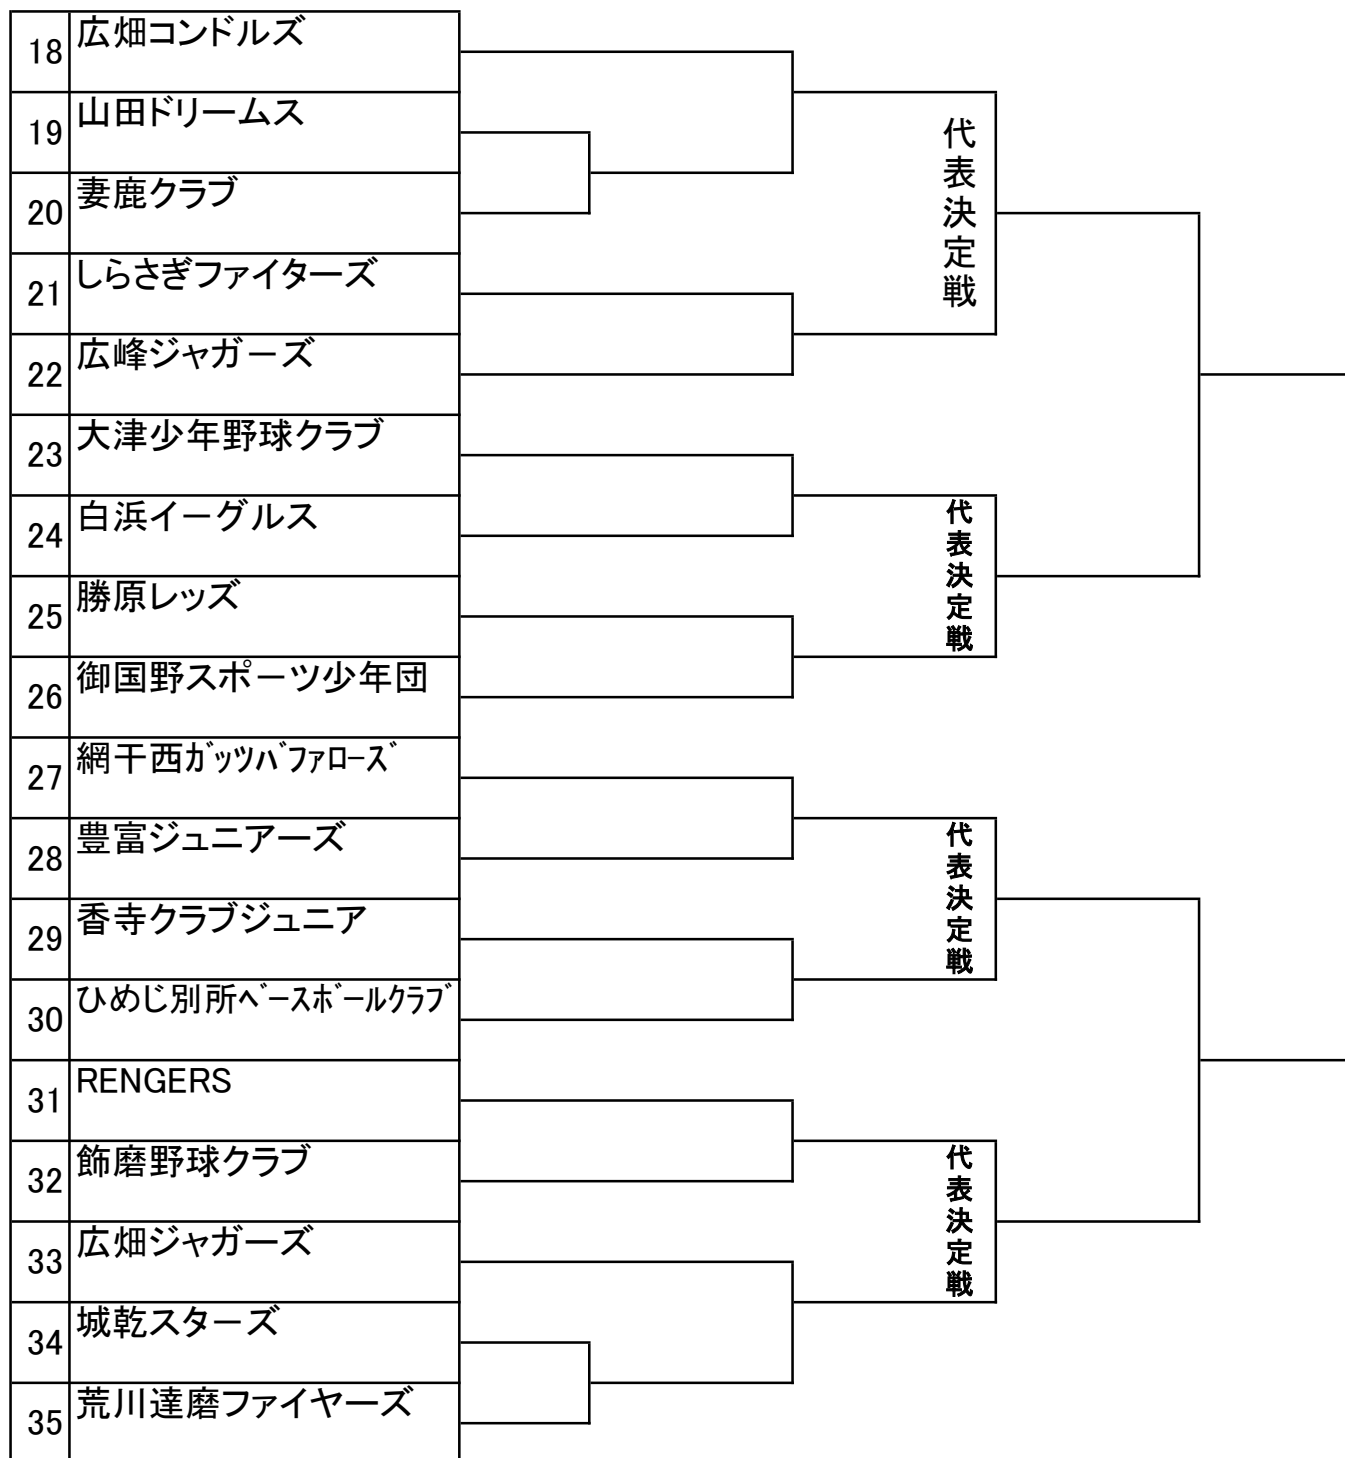 18 広畑コンドルズ
19 山田ドリームス
20 妻鹿クラブ
21 しらさぎファイターズ
22 広峰ジャガーズ
23 大津少年野球クラブ
24 白浜イーグルス
25 勝原レッズ
26 御国野スポーツ少年団
27 網干西ｶﾞッツﾊﾞファﾛｰｽﾞ
28 豊富ジュニアーズ
29 香寺クラブジュニア
30 ひめじ別所ﾍﾞｰｽﾎﾞｰﾙｸﾗﾌﾞ
31 RENGERS
32 飾磨野球クラブ
33 広畑ジャガーズ
34 城乾スターズ
35 荒川達磨ファイヤーズ
代表決定戦
代表決定戦
代表決定戦
代表決定戦